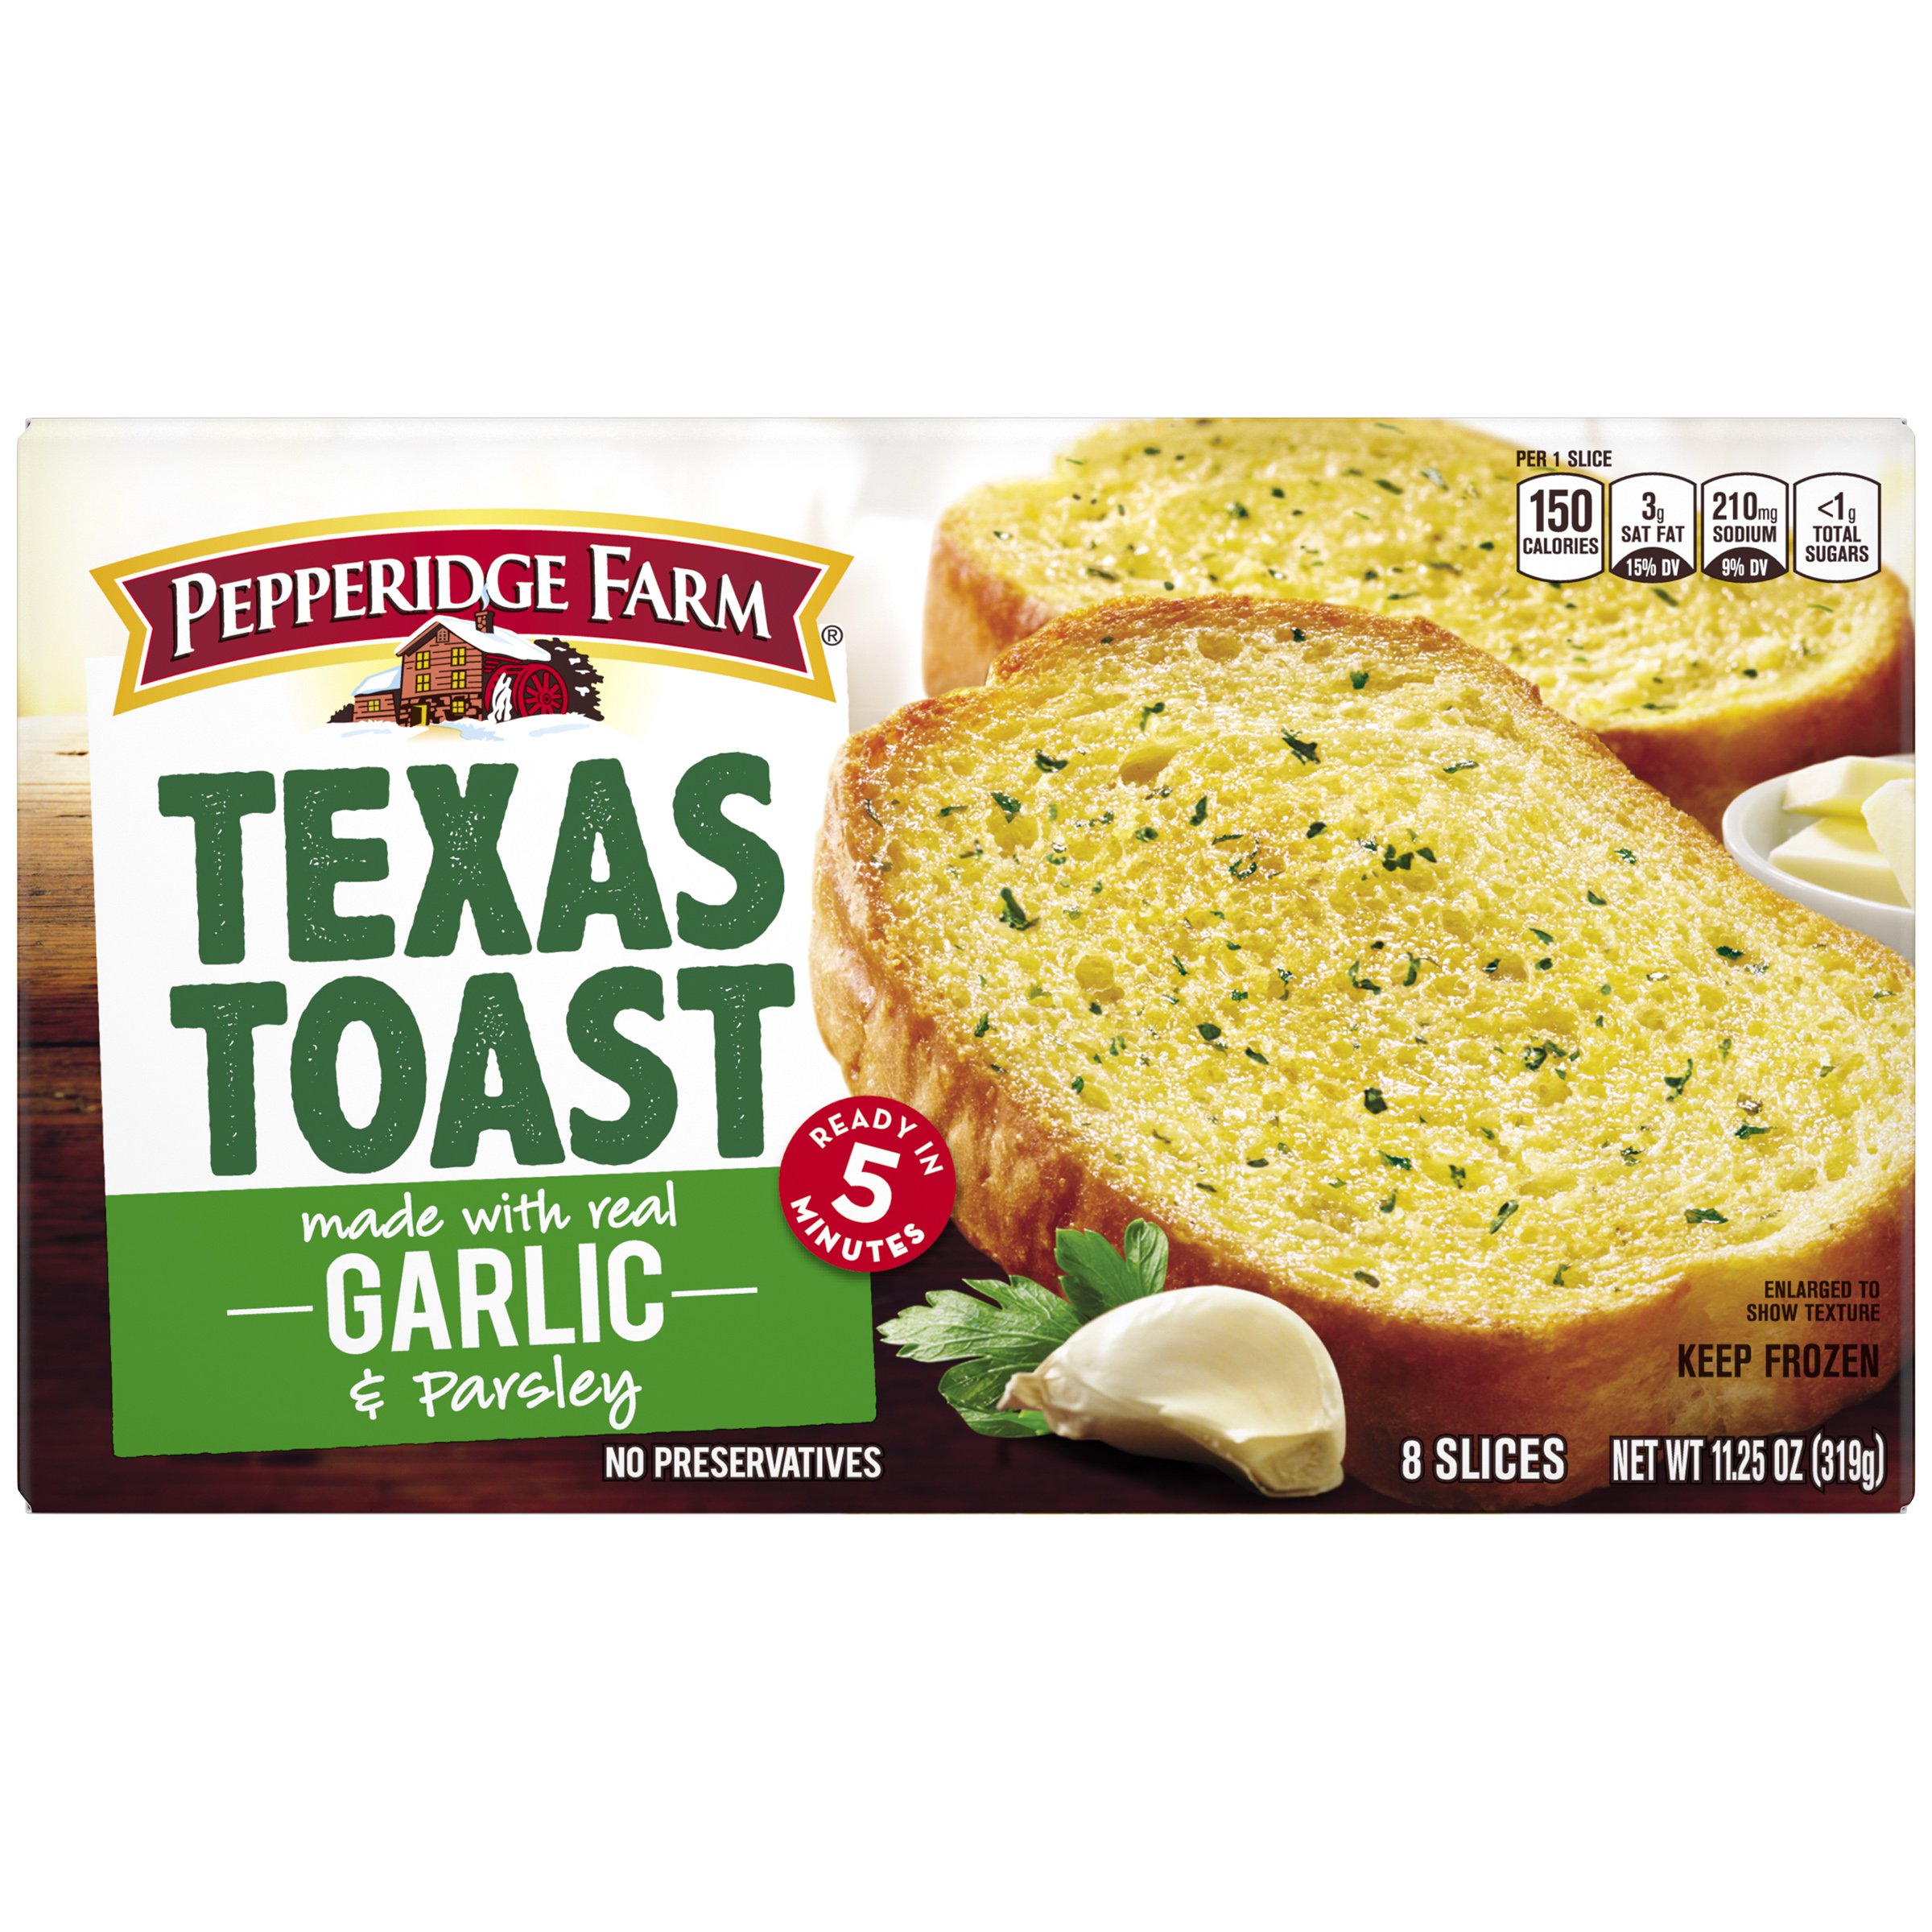 PEPPERIDGE FARM®
TEXAS
TOAST
made with real
GARLIC
& Parsley
NO PRESERVATIVES
READY IN
5
MINUTES
PER 1 SLICE
150
CALORIES
3g
SAT FAT
15% DV
210mg
SODIUM
9% DV
<1g
TOTAL
SUGARS
ENLARGED TO
SHOW TEXTURE
KEEP FROZEN
8 SLICES NET WT 11.25 OZ (319g)